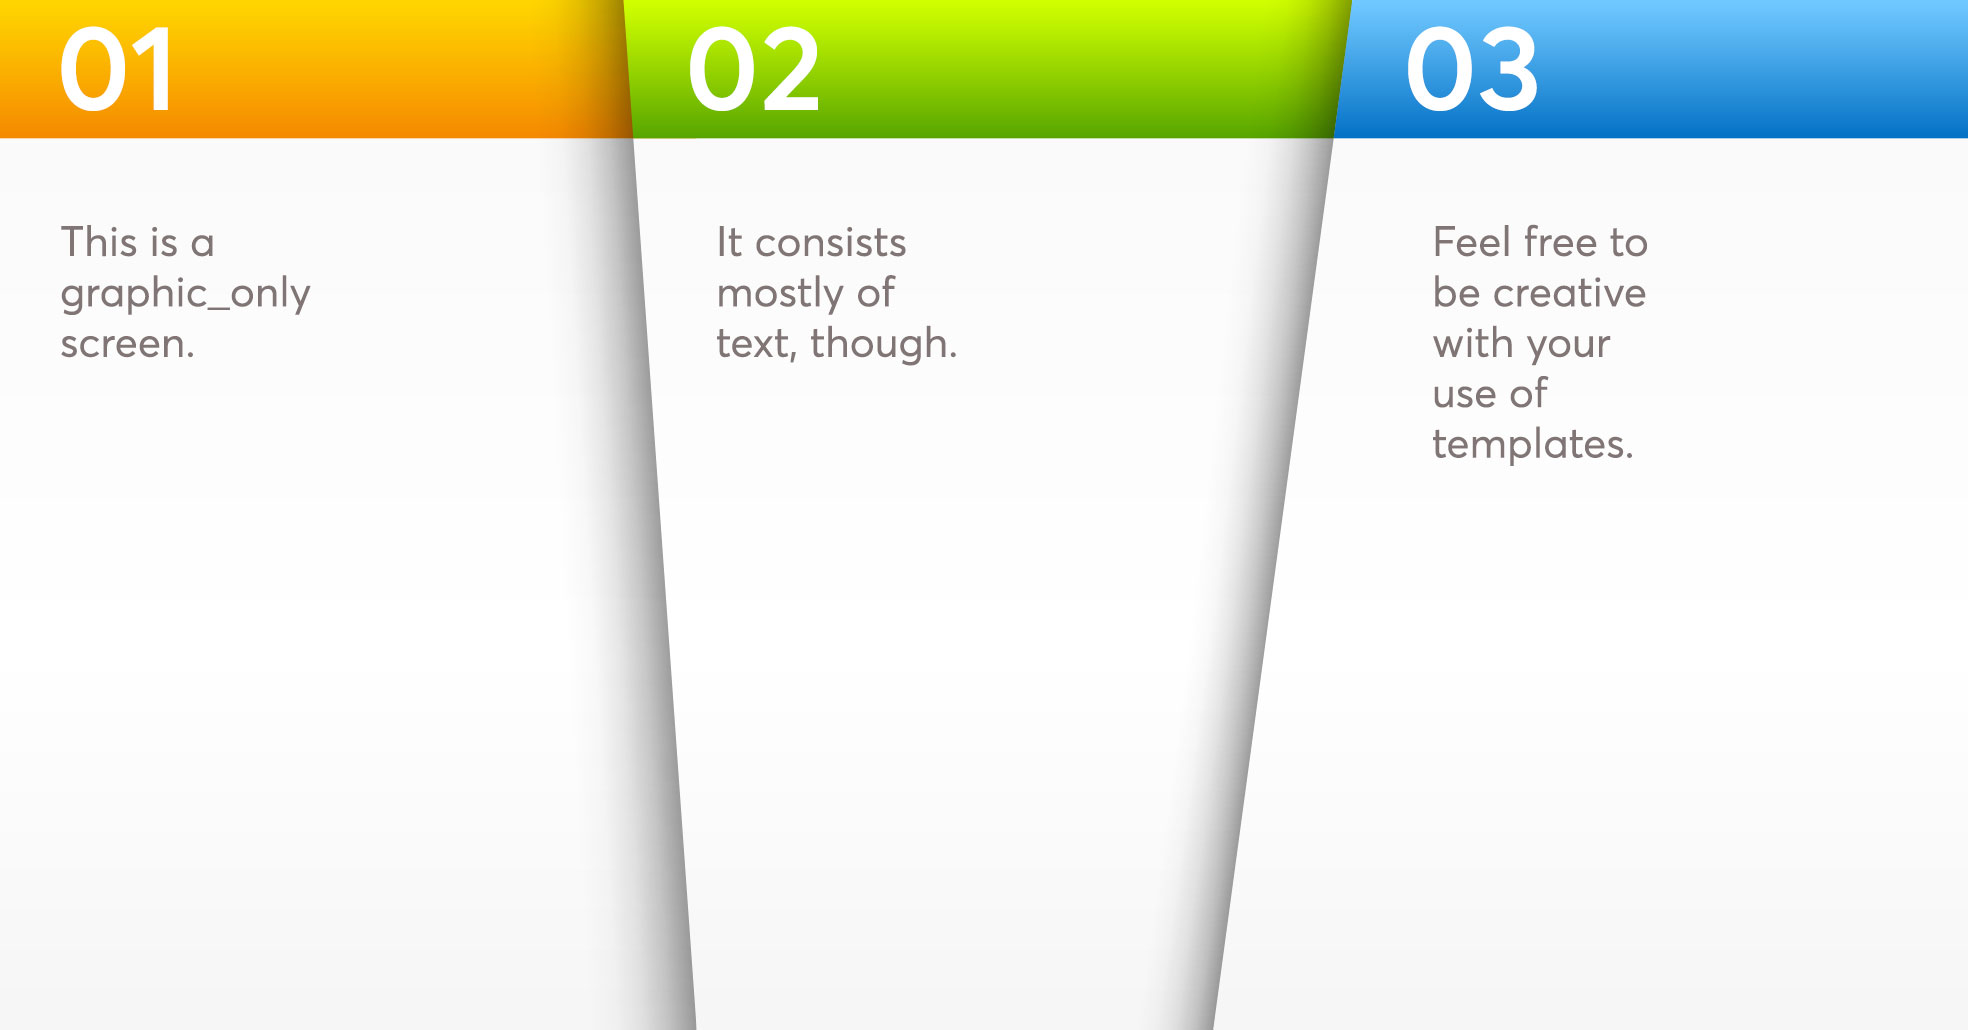 01
This is a
graphic_only
screen.
02
It consists
mostly of
text, though.
03
Feel free to
be creative
with your
use of
templates.